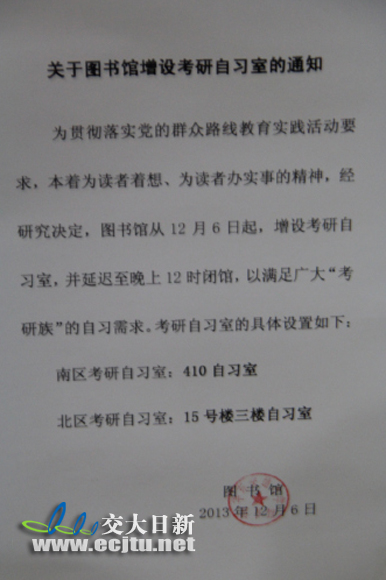 关于图书馆增设考研自习室的通知
为贯彻落实党的群众路线教育实践活动要
求，本着为读者着想、为读者办实事的精神，经
研究决定，图书馆从 12 月 6 日起，增设考研自
习室，并延迟至晚上 12 时闭馆，以满足广大“考
研族”的自习需求。考研自习室的具体设置如下：
南区考研自习室：410 自习室
北区考研自习室：15 号楼三楼自习室
图 书 馆
2013 年 12 月 6 日
交大日新
www.ecjtu.net